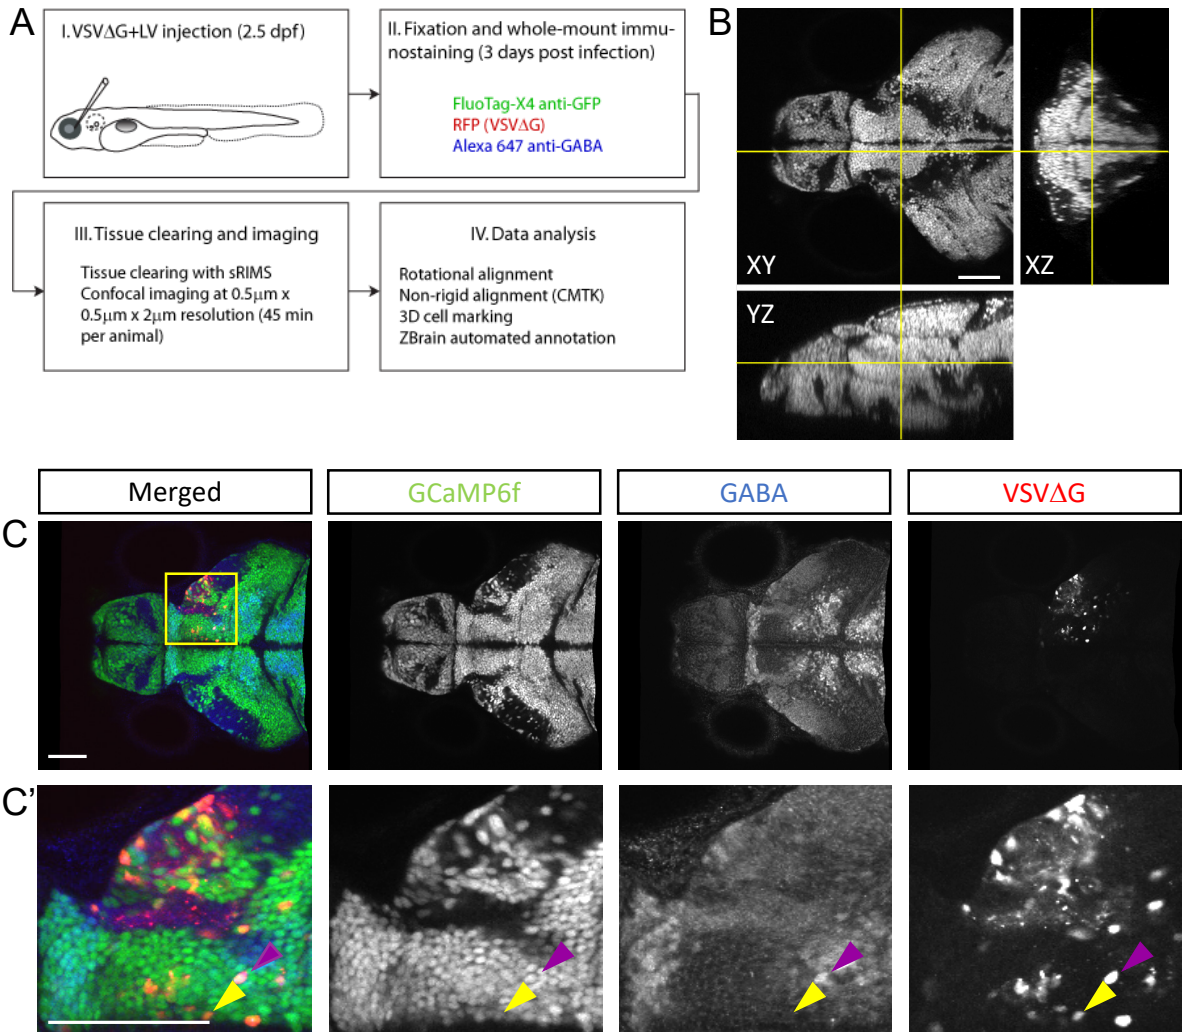 A
I. VSVΔG+LV injection (2.5 dpf)
II. Fixation and whole-mount immu-
nostaining (3 days post infection)
FluoTag-X4 anti-GFP
RFP (VSVΔG)
Alexa 647 anti-GABA
III. Tissue clearing and imaging
Tissue clearing with sRIMS
Confocal imaging at 0.5μm x
0.5μm x 2μm resolution (45 min
per animal)
IV. Data analysis
Rotational alignment
Non-rigid alignment (CMTK)
3D cell marking
ZBrain automated annotation
B
XY
XZ
YZ
Merged
GCaMP6f
GABA
VSVΔG
C
C’